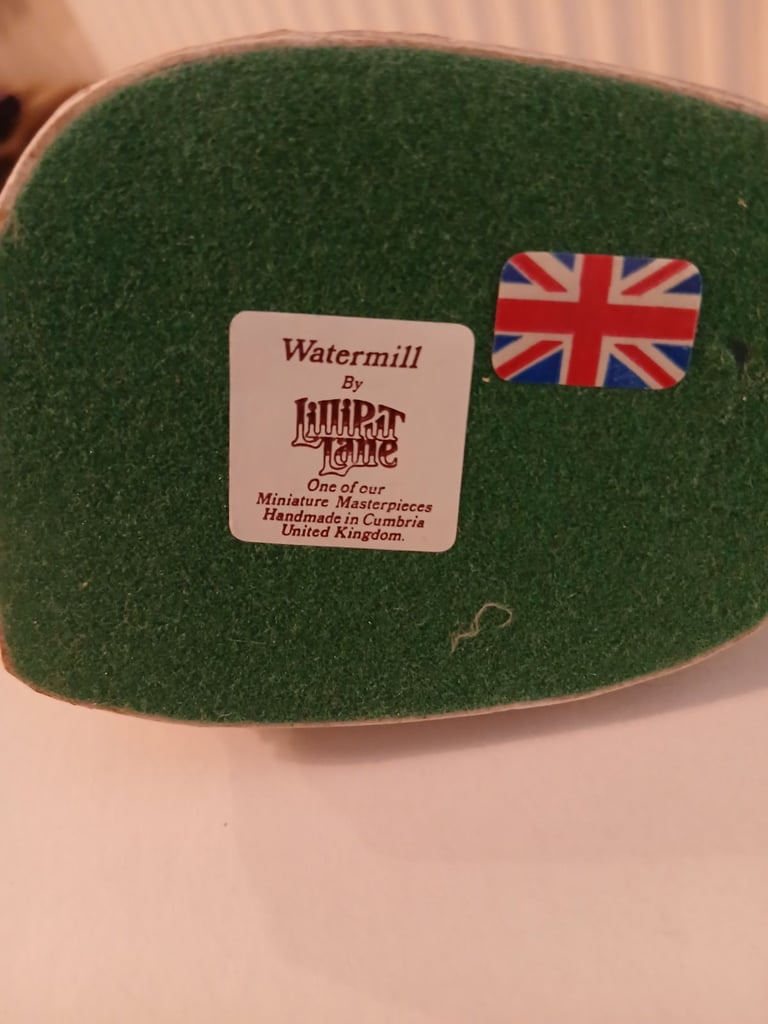 Watermill
By
Lilliput
Lane
One of our
Miniature Masterpieces
Handmade in Cumbria
United Kingdom.